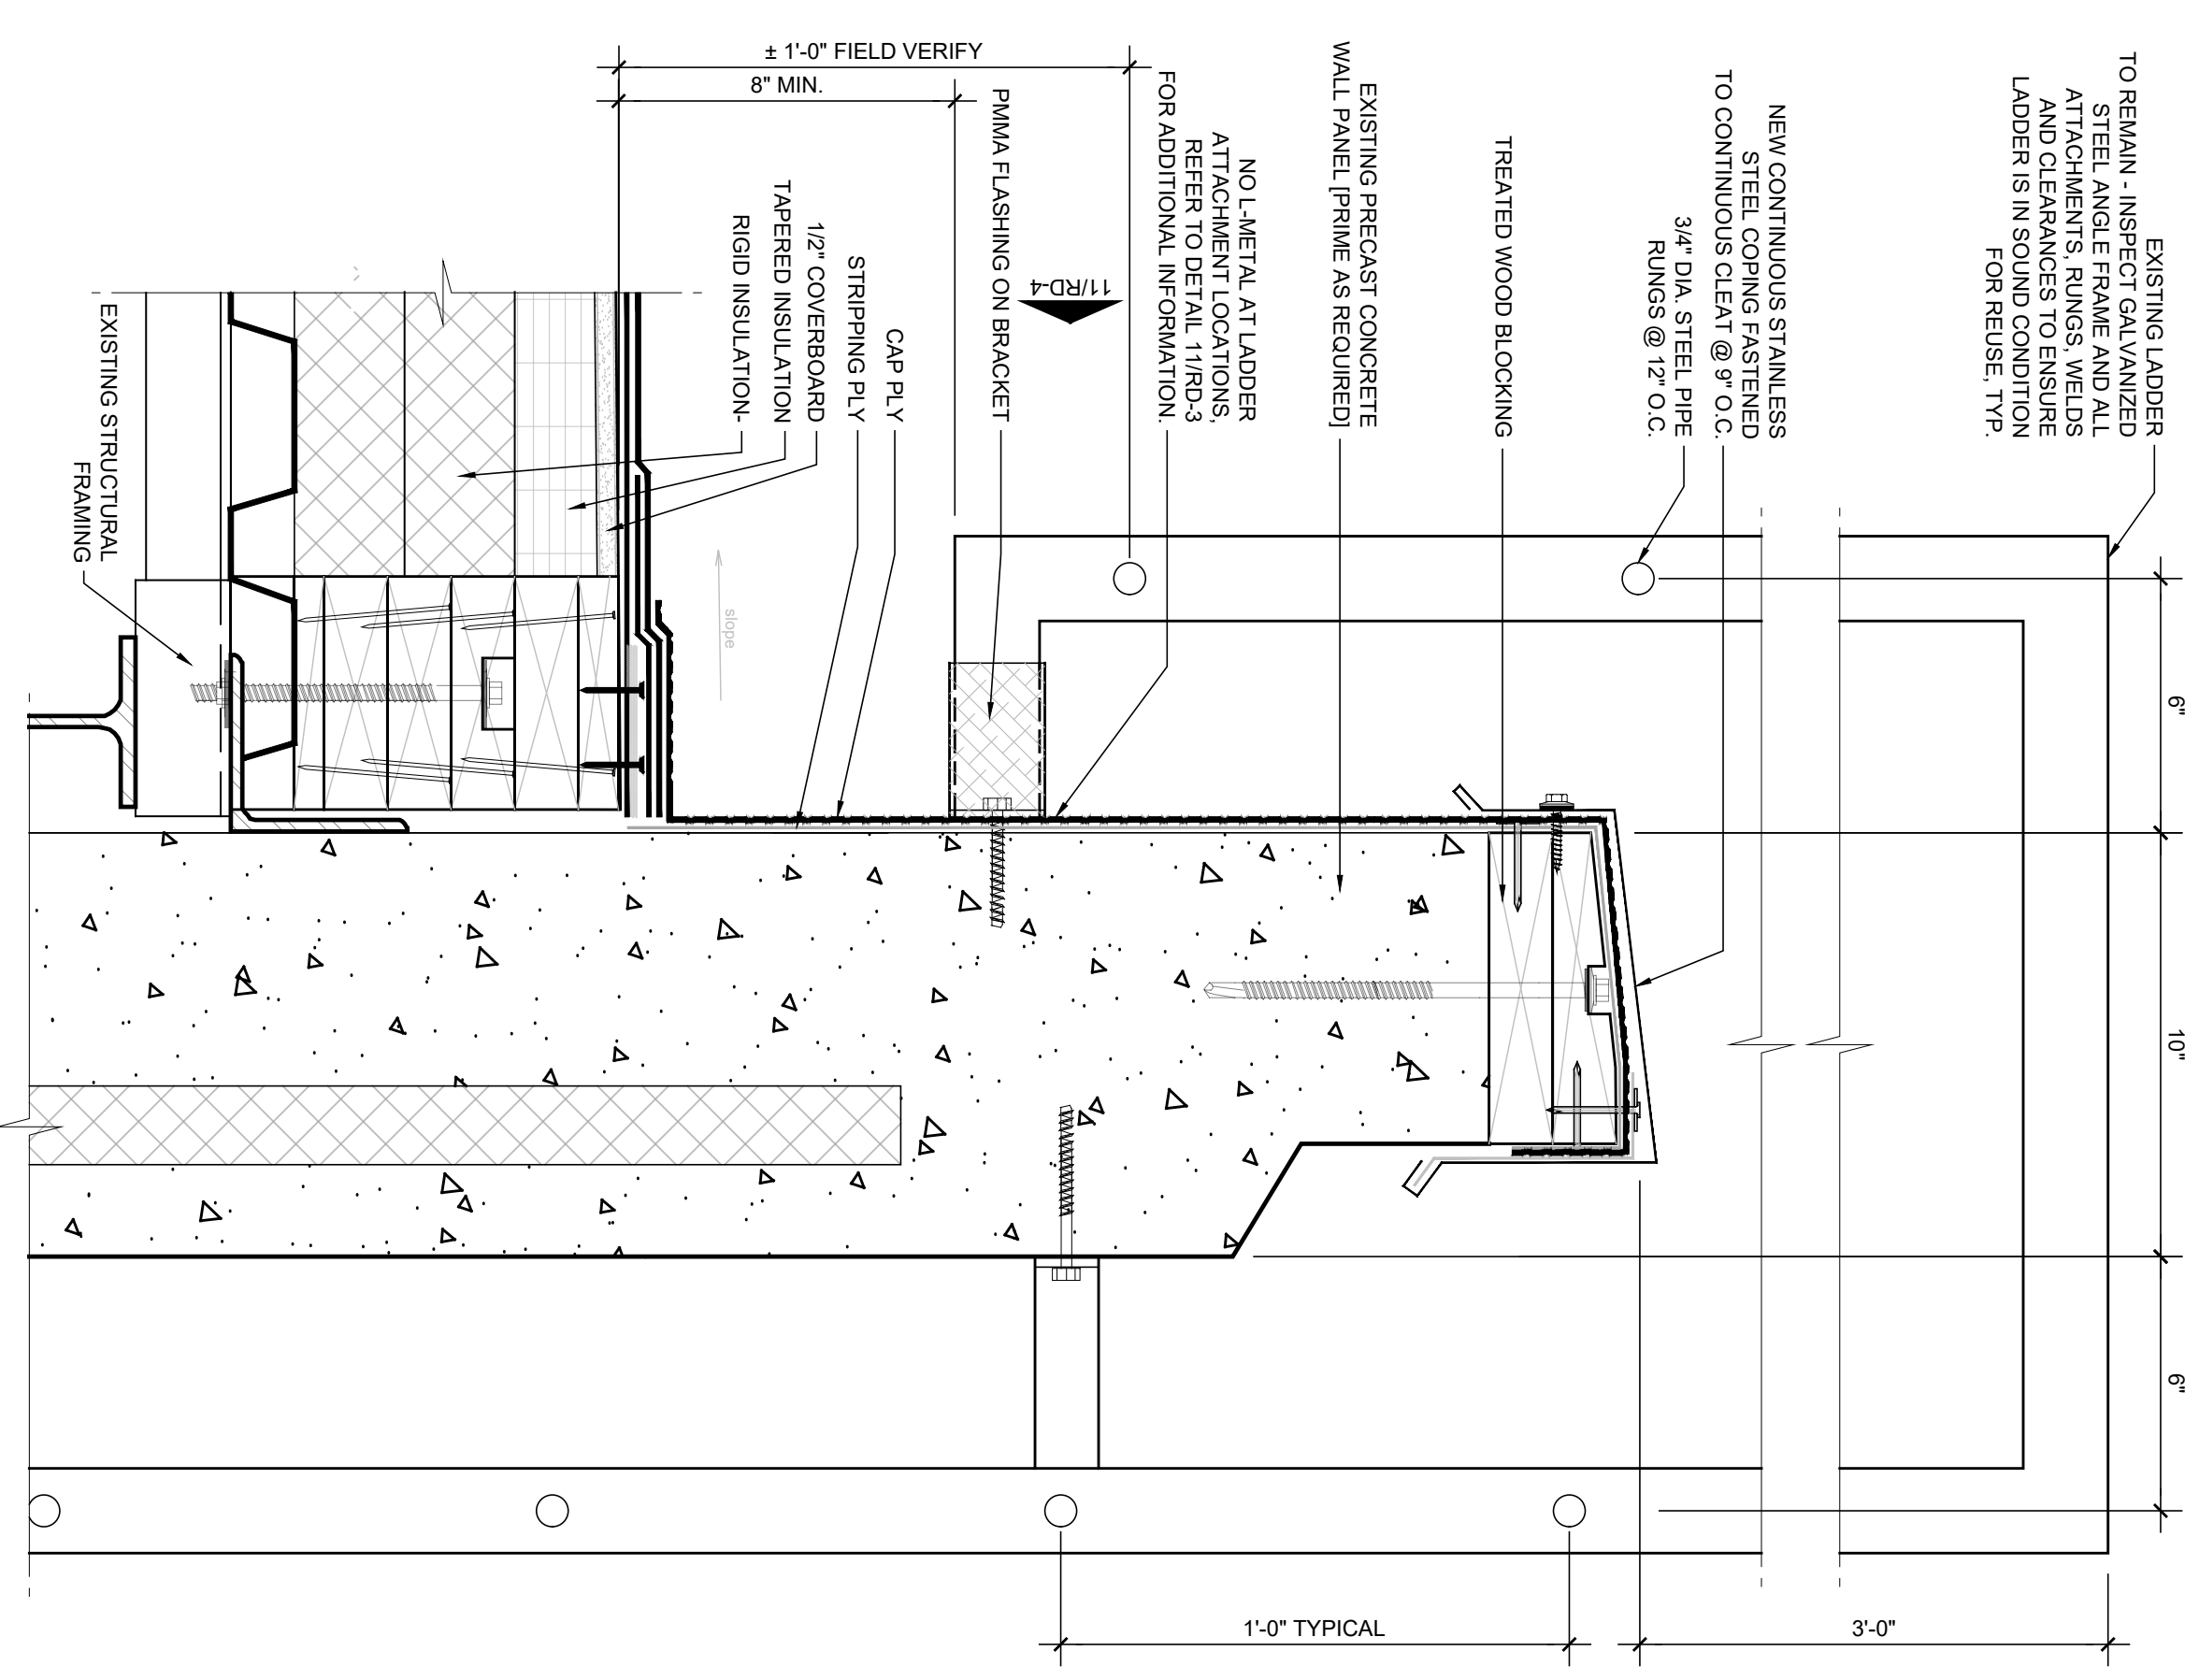 EXISTING LADDER
TO REMAIN - INSPECT GALVANIZED
STEEL ANGLE FRAME AND ALL
ATTACHMENTS, RUNGS, WELDS
AND CLEARANCES TO ENSURE
LADDER IS IN SOUND CONDITION
FOR REUSE, TYP.
NEW CONTINUOUS STAINLESS
STEEL COPING FASTENED
TO CONTINUOUS CLEAT @ 9" O.C.
3/4" DIA. STEEL PIPE
RUNGS @ 12" O.C.
TREATED WOOD BLOCKING
EXISTING PRECAST CONCRETE
WALL PANEL [PRIME AS REQUIRED]
NO L-METAL AT LADDER
ATTACHMENT LOCATIONS,
REFER TO DETAIL 11/RD-3
FOR ADDITIONAL INFORMATION.
11/RD-4
PMMA FLASHING ON BRACKET
CAP PLY
STRIPPING PLY
1/2" COVERBOARD
TAPERED INSULATION
RIGID INSULATION-
EXISTING STRUCTURAL
FRAMING
slope
± 1'-0" FIELD VERIFY
8" MIN.
6"
10"
6"
1'-0" TYPICAL
3'-0"